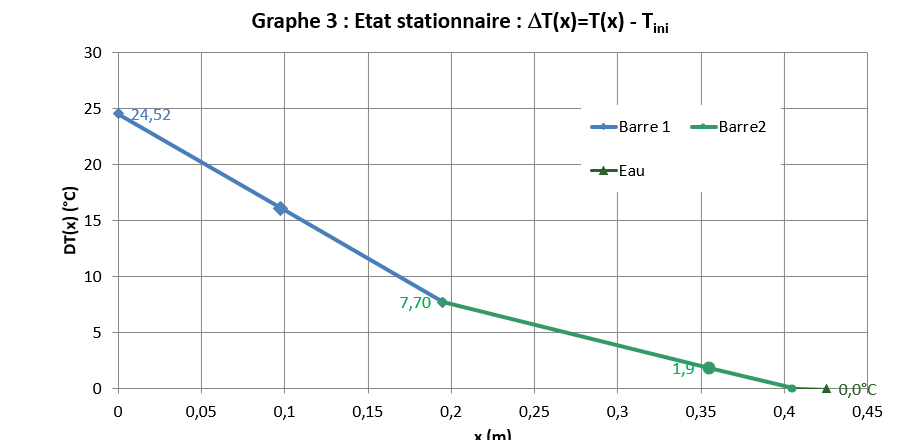 Graphe 3 : Etat stationnaire : ΔT(x)=T(x) - Tini
30
25
20
15
10
5
0
DT(x) (°C)
24,52
7,70
1,9
0,0°C
Barre 1
Barre2
Eau
0
0,05
0,1
0,15
0,2
0,25
0,3
0,35
0,4
0,45
x (m)